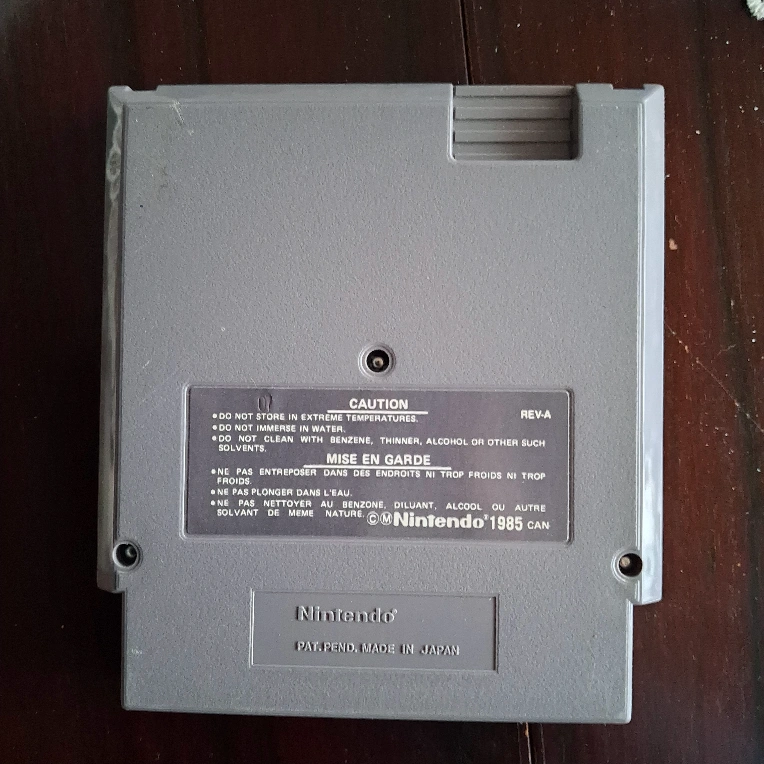 CAUTION
REV-A
• DO NOT STORE IN EXTREME TEMPERATURES.
• DO NOT IMMERSE IN WATER.
• DO NOT CLEAN WITH BENZENE, THINNER, ALCOHOL OR OTHER SUCH
SOLVENTS.
MISE EN GARDE
• NE PAS ENTREPOSER DANS DES ENDROITS NI TROP FROIDS NI TROP
FROIDS.
• NE PAS PLONGER DANS L'EAU.
• NE PAS NETTOYER AU BENZONE, DILUANT, ALCOOL OU AUTRE
SOLVANT DE MEME NATURE. ©Ⓜ Nintendo® 1985 CAN
Nintendo®
PAT. PEND. MADE IN JAPAN